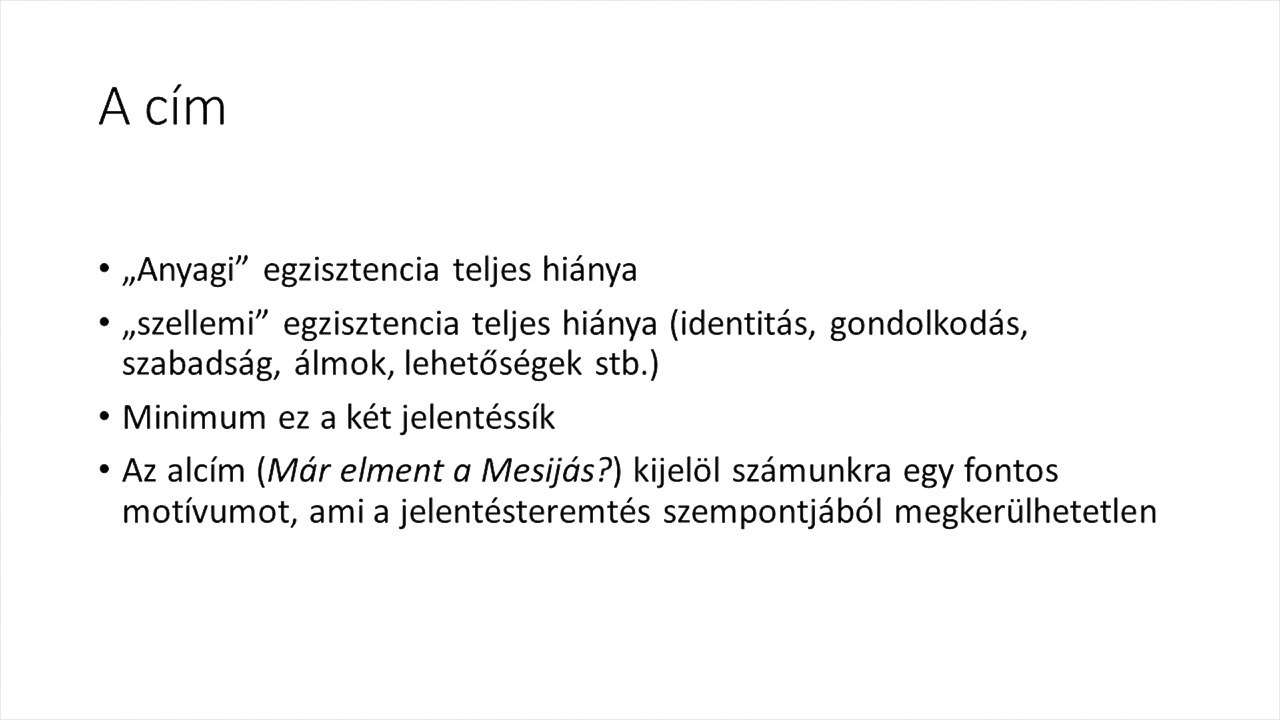 A cím
• „Anyagi” egzisztencia teljes hiánya
• „szellemi” egzisztencia teljes hiánya (identitás, gondolkodás,
szabadság, álmok, lehetőségek stb.)
• Minimum ez a két jelentéssík
• Az alcím (Már elment a Mesijás?) kijelöl számunkra egy fontos
motívumot, ami a jelentésteremtés szempontjából megkerülhetetlen